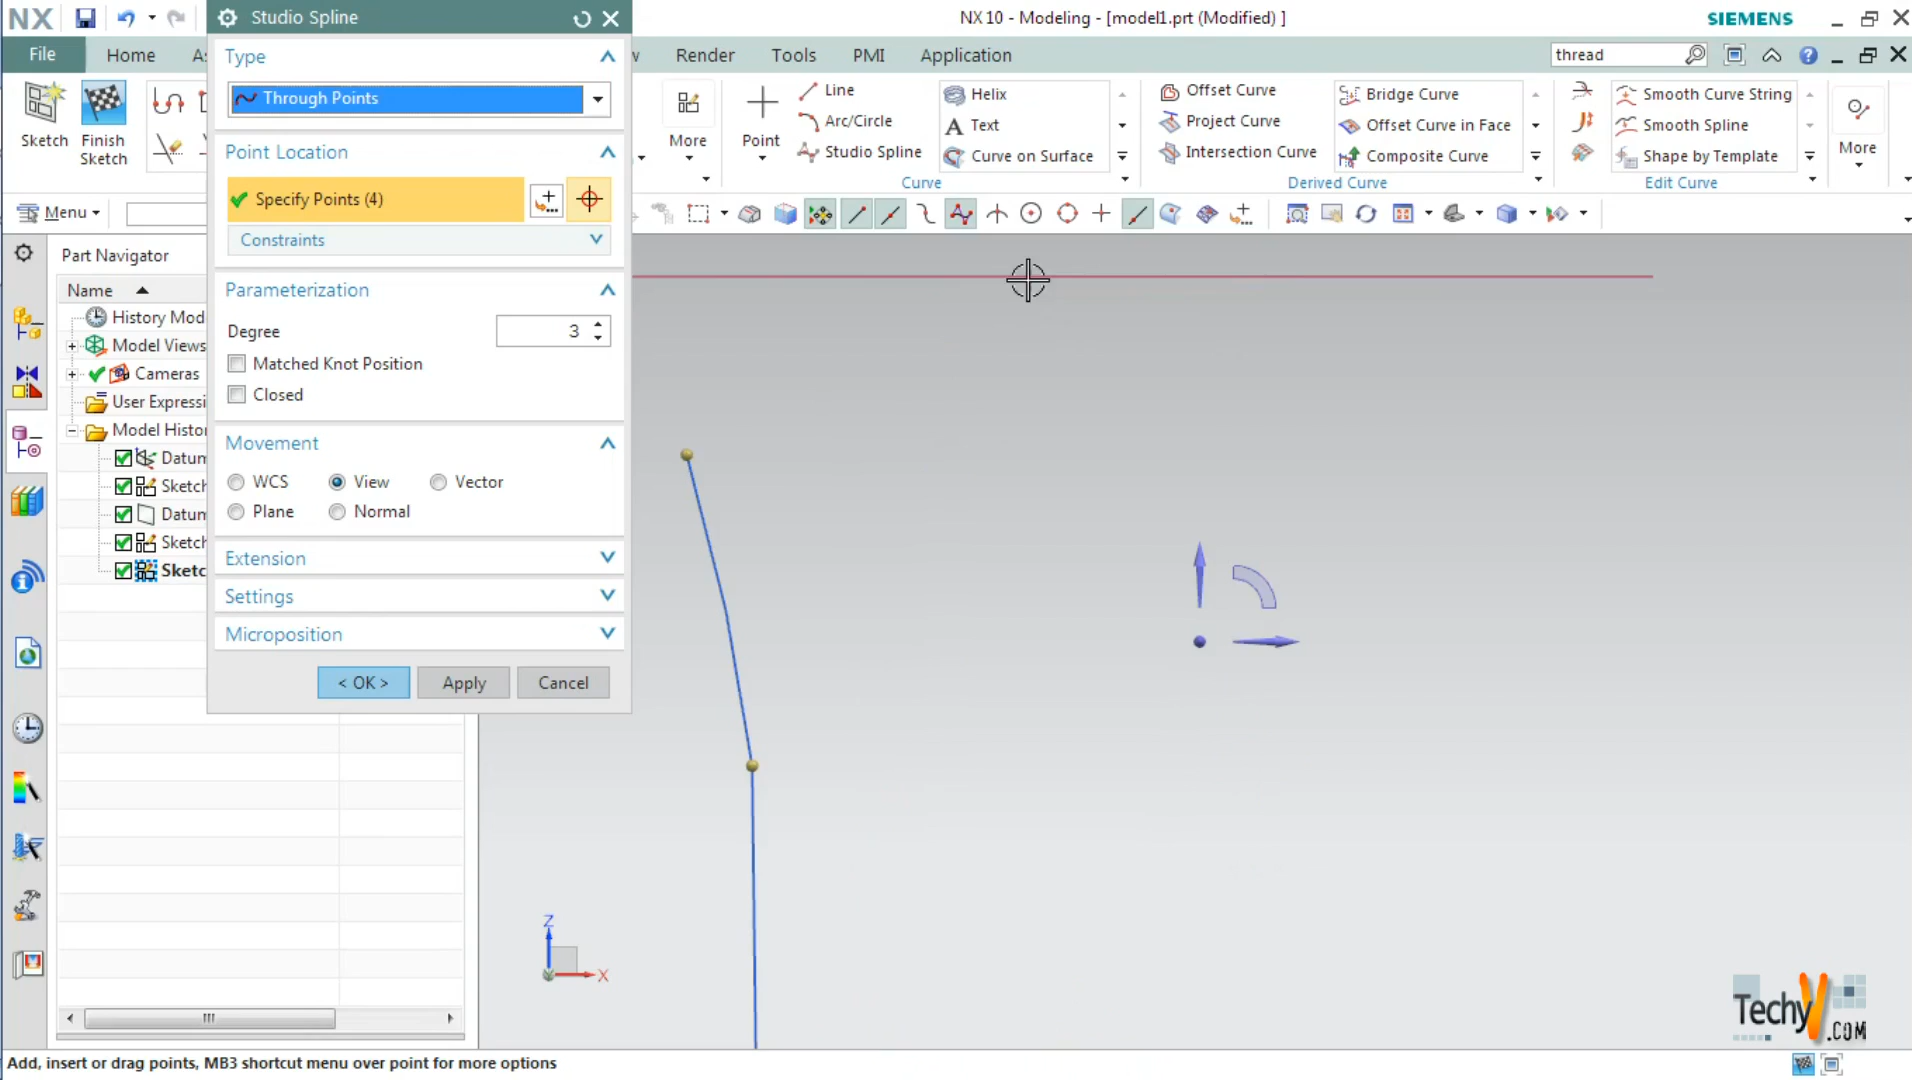 NX
Studio Spline
NX 10 - Modeling - [model1.prt (Modified) ]
SIEMENS
File
Home
As
w
Render
Tools
PMI
Application
thread
Type
Through Points
Sketch
Finish Sketch
More
Point
Line
Arc/Circle
Studio Spline
Helix
Text
Curve on Surface
Curve
Offset Curve
Project Curve
Intersection Curve
Bridge Curve
Offset Curve in Face
Composite Curve
Derived Curve
Smooth Curve String
Smooth Spline
Shape by Template
Edit Curve
More
Point Location
Specify Points (4)
Constraints
Menu
Part Navigator
Name
History Mod
Model Views
Cameras
User Expressi
Model Histor
Datum
Sketch
Datum
Sketch
Sketc
Parameterization
Degree
3
Matched Knot Position
Closed
Movement
WCS
View
Vector
Plane
Normal
Extension
Settings
Microposition
< OK >
Apply
Cancel
Z
X
TechyV
.COM
Add, insert or drag points, MB3 shortcut menu over point for more options